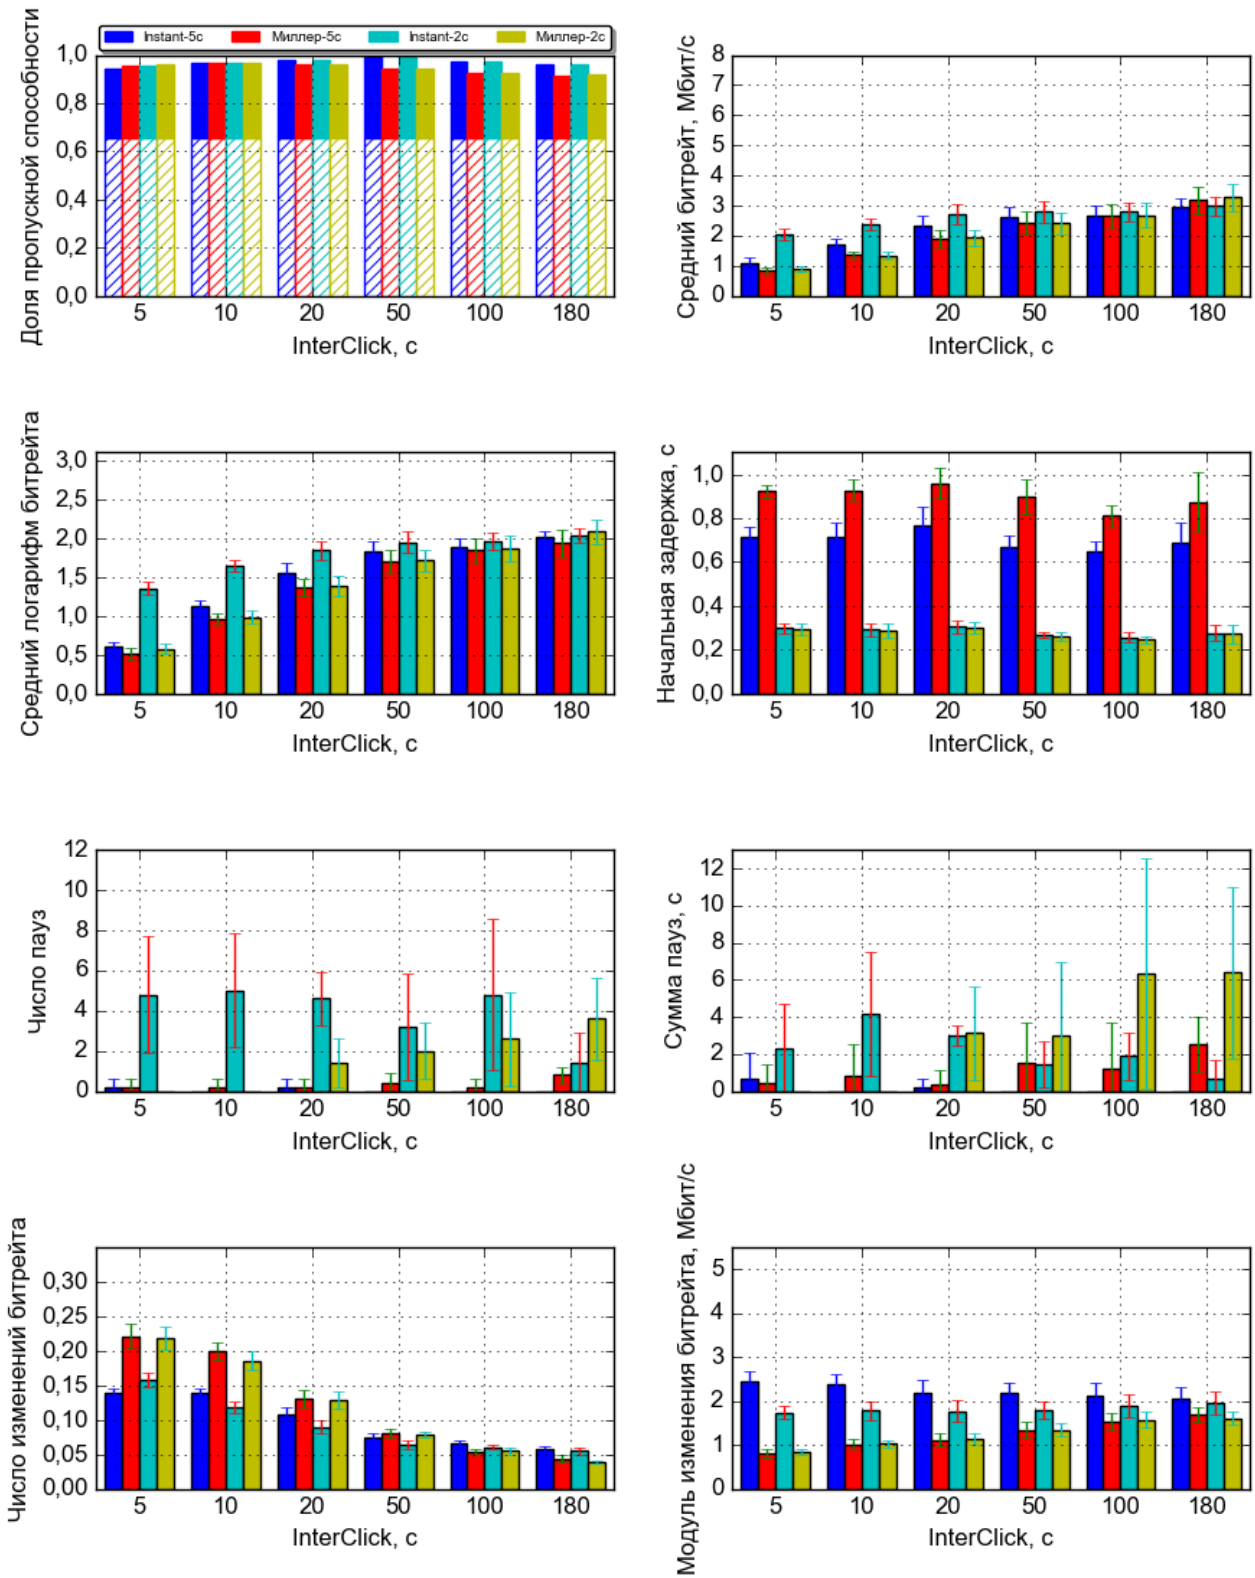 Instant-5c Миллер-5c Instant-2c Миллер-2c
Доля пропускной способности
1,0
0,8
0,6
0,4
0,2
0,0
5 10 20 50 100 180
InterClick, с
Средний битрейт, Мбит/с
8
7
6
5
4
3
2
1
0
5 10 20 50 100 180
InterClick, с
Средний логарифм битрейта
3,0
2,5
2,0
1,5
1,0
0,5
0,0
5 10 20 50 100 180
InterClick, с
Начальная задержка, с
1,0
0,8
0,6
0,4
0,2
0,0
5 10 20 50 100 180
InterClick, с
Число пауз
12
10
8
6
4
2
0
5 10 20 50 100 180
InterClick, с
Сумма пауз, с
12
10
8
6
4
2
0
5 10 20 50 100 180
InterClick, с
Число изменений битрейта
0,30
0,25
0,20
0,15
0,10
0,05
0,00
5 10 20 50 100 180
InterClick, с
Модуль изменения битрейта, Мбит/с
5
4
3
2
1
0
5 10 20 50 100 180
InterClick, с